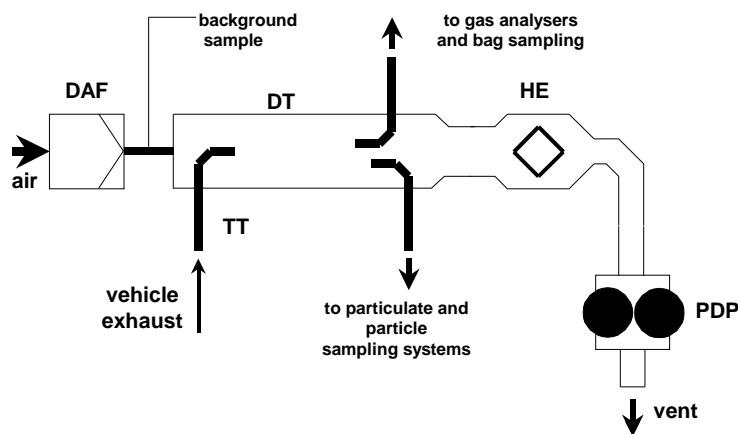 background
sample
to gas analysers
and bag sampling
DAF
DT
HE
air
TT
vehicle
exhaust
to particulate and
particle
sampling systems
PDP
vent